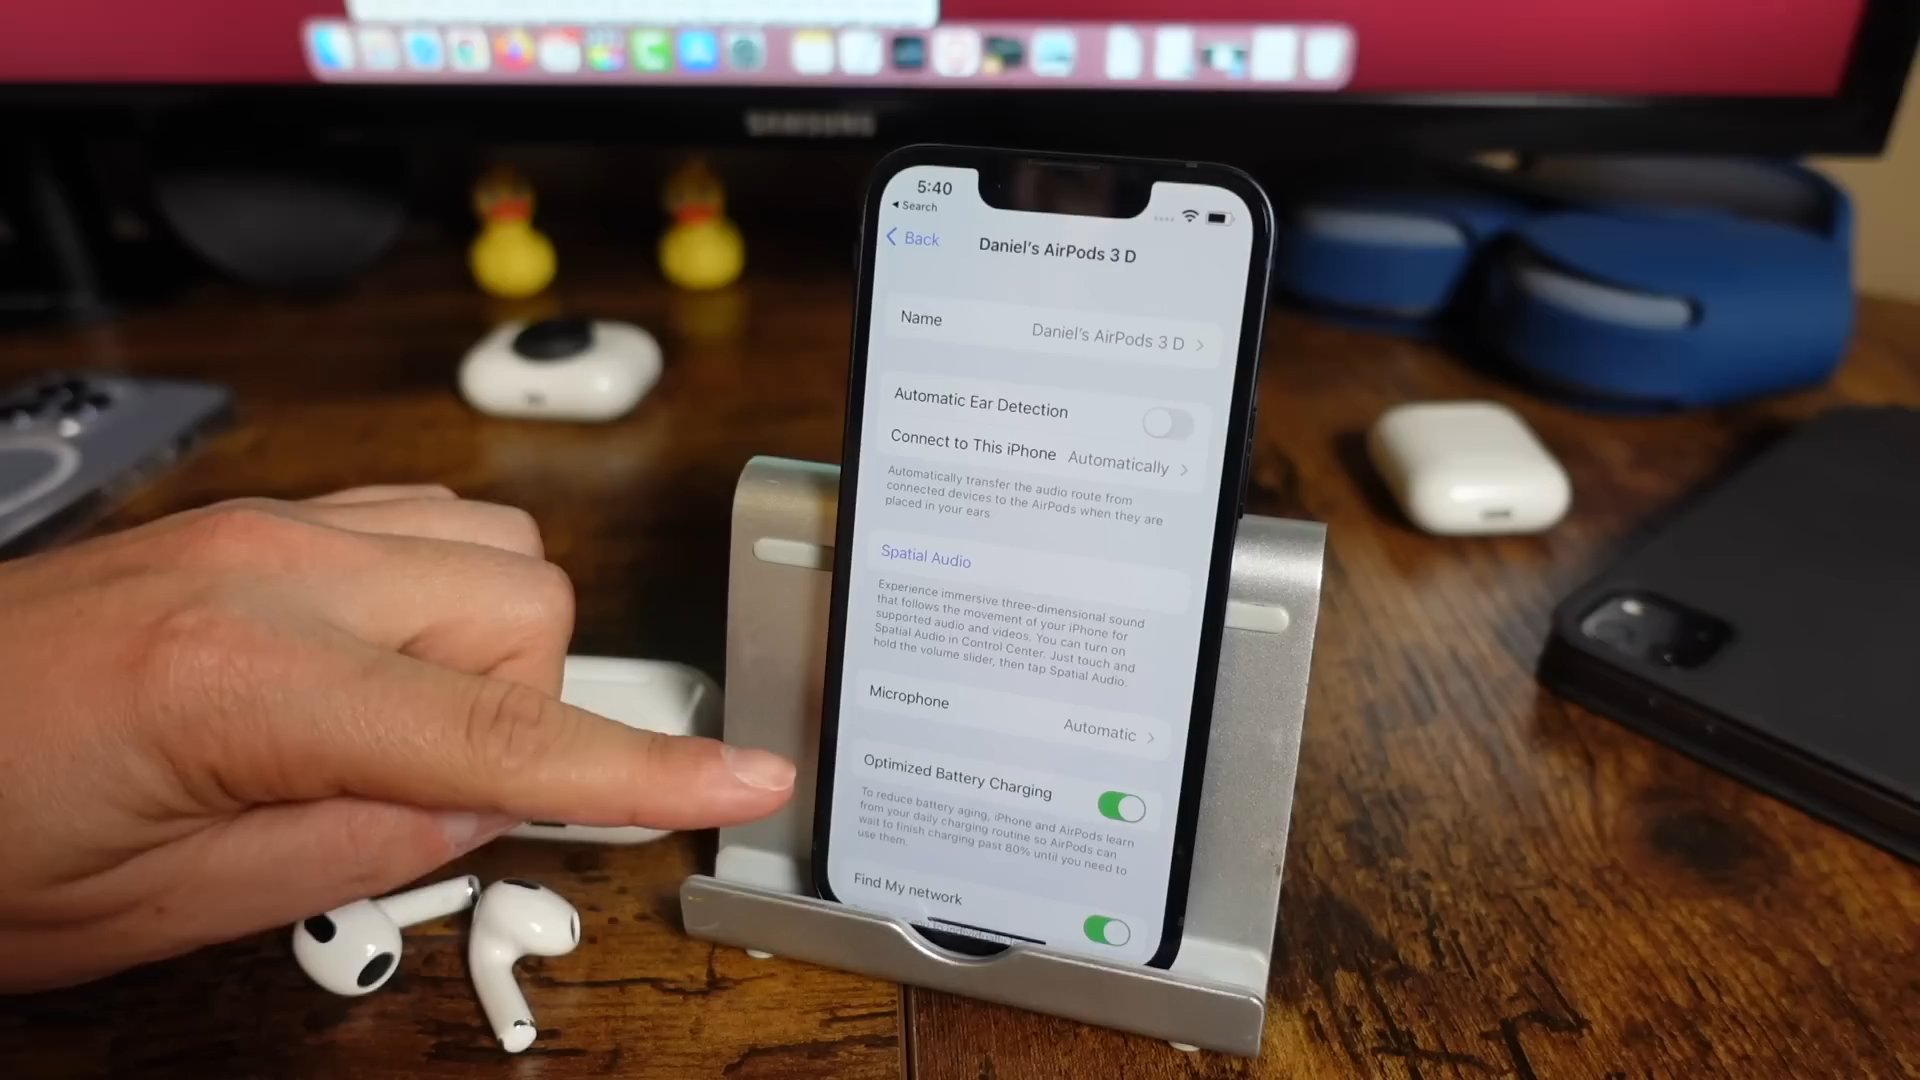 SAMSUNG
5:40
Search
Back
Daniel's AirPods 3 D
Name
Daniel's AirPods 3 D
Automatic Ear Detection
Connect to This iPhone
Automatically
Automatically transfer the audio route from
connected devices to the AirPods when they are
placed in your ears.
Spatial Audio
Experience immersive three-dimensional sound
that follows the movement of your iPhone for
supported audio and videos. You can turn on
Spatial Audio in Control Center. Just touch and
hold the volume slider, then tap Spatial Audio.
Microphone
Automatic
Optimized Battery Charging
To reduce battery aging, iPhone and AirPods learn
from your daily charging routine so AirPods can
wait to finish charging past 80% until you need to
use them.
Find My network